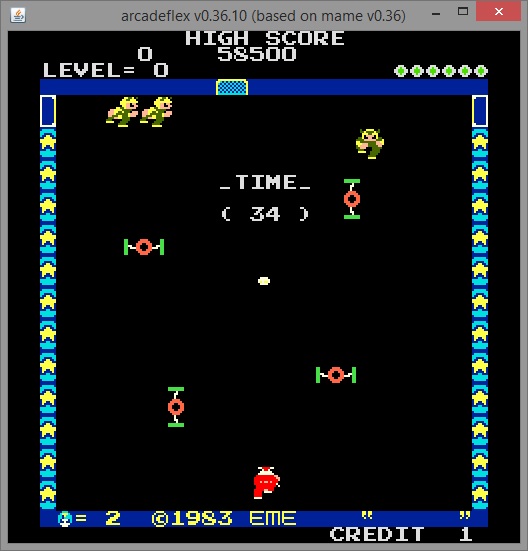 arcadeflex v0.36.10 (based on mame v0.36)
HIGH SCORE
0 58500
LEVEL= 0
_TIME_
( 34 )
= 2 ©1983 EME " "
CREDIT 1